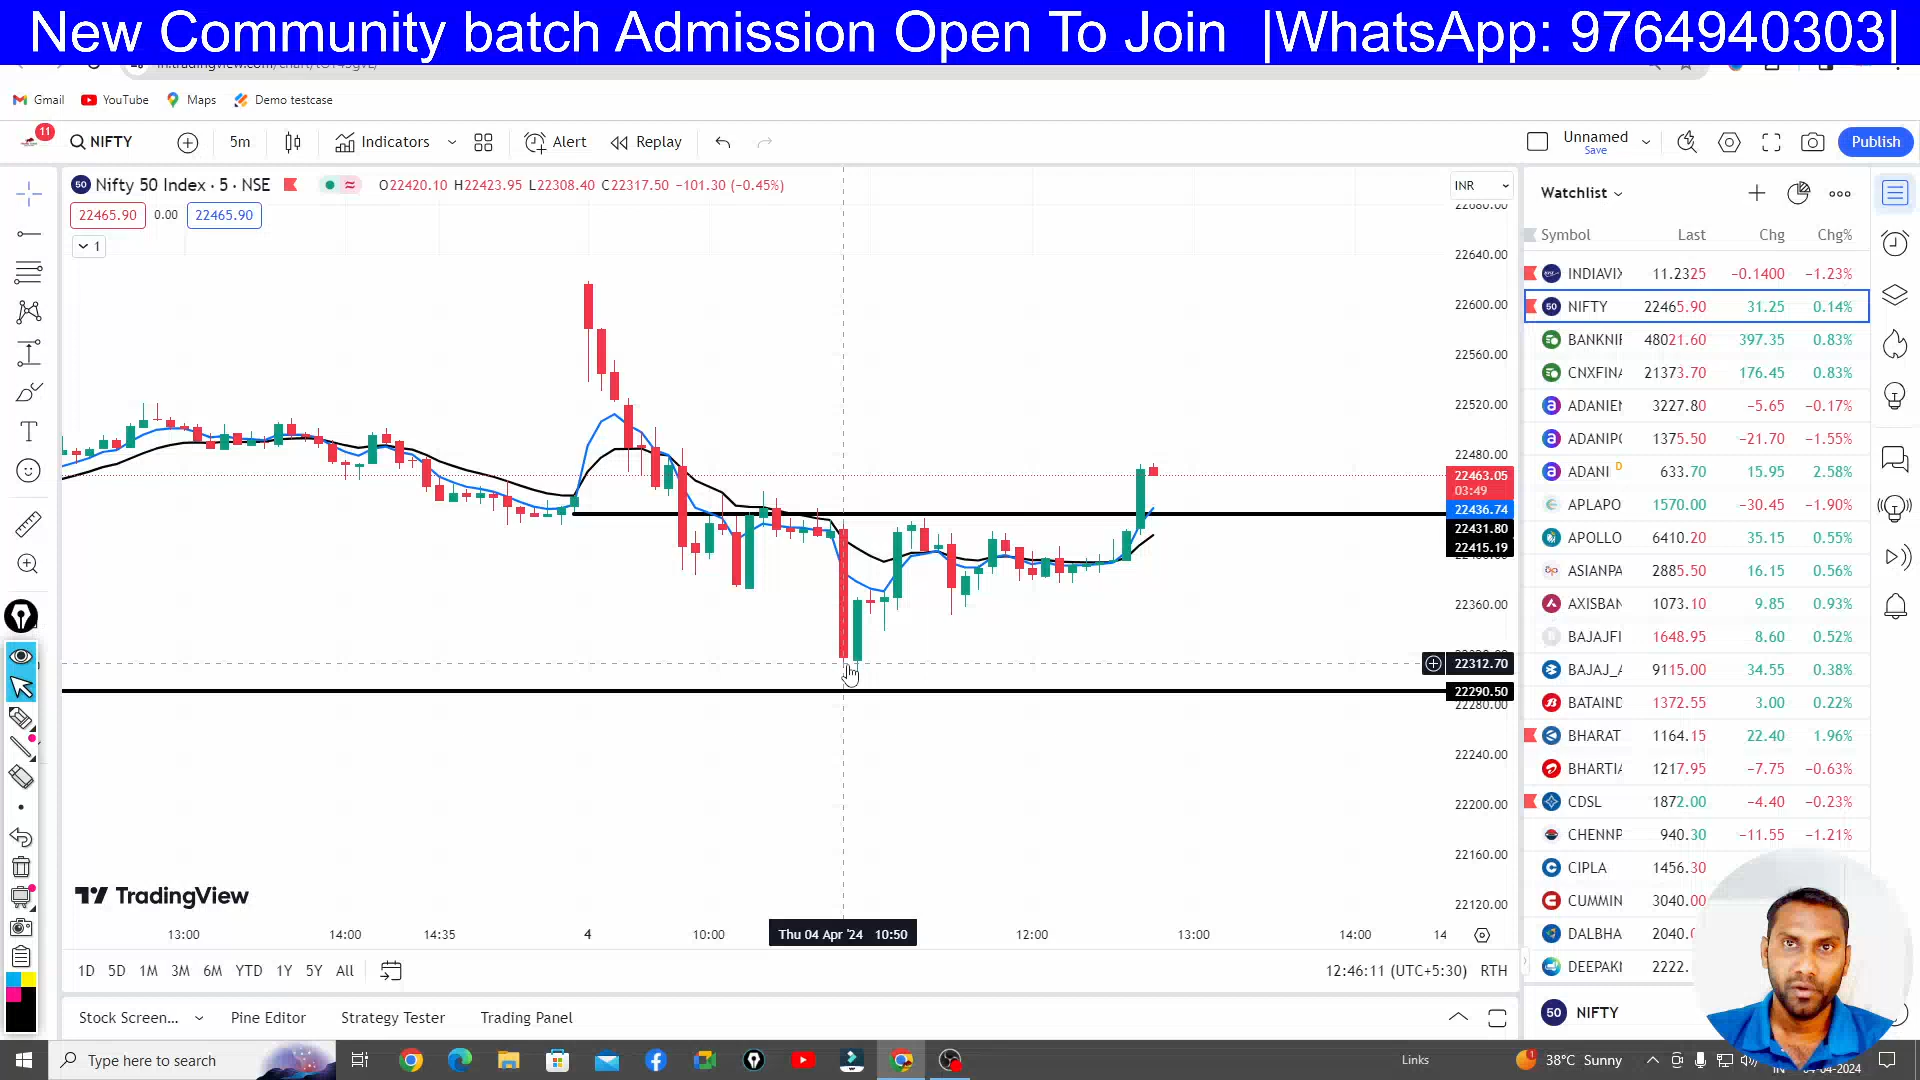 New Community batch Admission Open To Join |WhatsApp: 9764940303|
Gmail YouTube Maps Demo testcase
11 NIFTY 5m Indicators Alert Replay Unnamed Save Publish
50 Nifty 50 Index · 5 · NSE O22420.10 H22423.95 L22308.40 C22317.50 −101.30 (−0.45%) INR
22465.90 0.00 22465.90
1
22680.00
22640.00
22600.00
22560.00
22520.00
22480.00
22463.05
03:49
22436.74
22431.80
22415.19
22360.00
22312.70
22290.50
22280.00
22240.00
22200.00
22160.00
22120.00
TradingView
13:00 14:00 14:35 4 10:00 Thu 04 Apr '24 10:50 12:00 13:00 14:00 14
1D 5D 1M 3M 6M YTD 1Y 5Y All 12:46:11 (UTC+5:30) RTH
Stock Screen... Pine Editor Strategy Tester Trading Panel
Watchlist
Symbol Last Chg Chg%
INDIAVI 11.2325 −0.1400 −1.23%
50 NIFTY 22465.90 31.25 0.14%
BANKNI 48021.60 397.35 0.83%
CNXFIN 21373.70 176.45 0.83%
ADANIE 3227.80 −5.65 −0.17%
ADANIP 1375.50 −21.70 −1.55%
ADANI D 633.70 15.95 2.58%
APLAPO 1570.00 −30.45 −1.90%
APOLLO 6410.20 35.15 0.55%
ASIANPA 2885.50 16.15 0.56%
AXISBAN 1073.10 9.85 0.93%
BAJAJFI 1648.95 8.60 0.52%
BAJAJ_A 9115.00 34.55 0.38%
BATAIND 1372.55 3.00 0.22%
BHARAT 1164.15 22.40 1.96%
BHARTIA 1217.95 −7.75 −0.63%
CDSL 1872.00 −4.40 −0.23%
CHENNP 940.30 −11.55 −1.21%
CIPLA 1456.30
CUMMIN 3040.00
DALBHA 2040.
DEEPAK 2222.
50 NIFTY
Type here to search Links 38°C Sunny